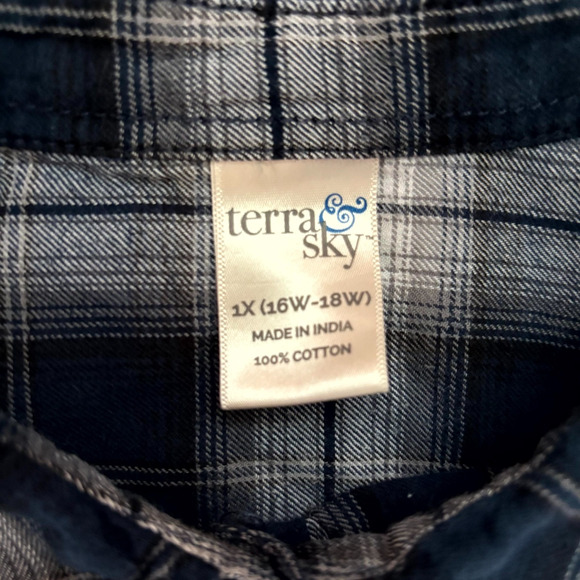 terra &
sky™
1X (16W-18W)
MADE IN INDIA
100% COTTON